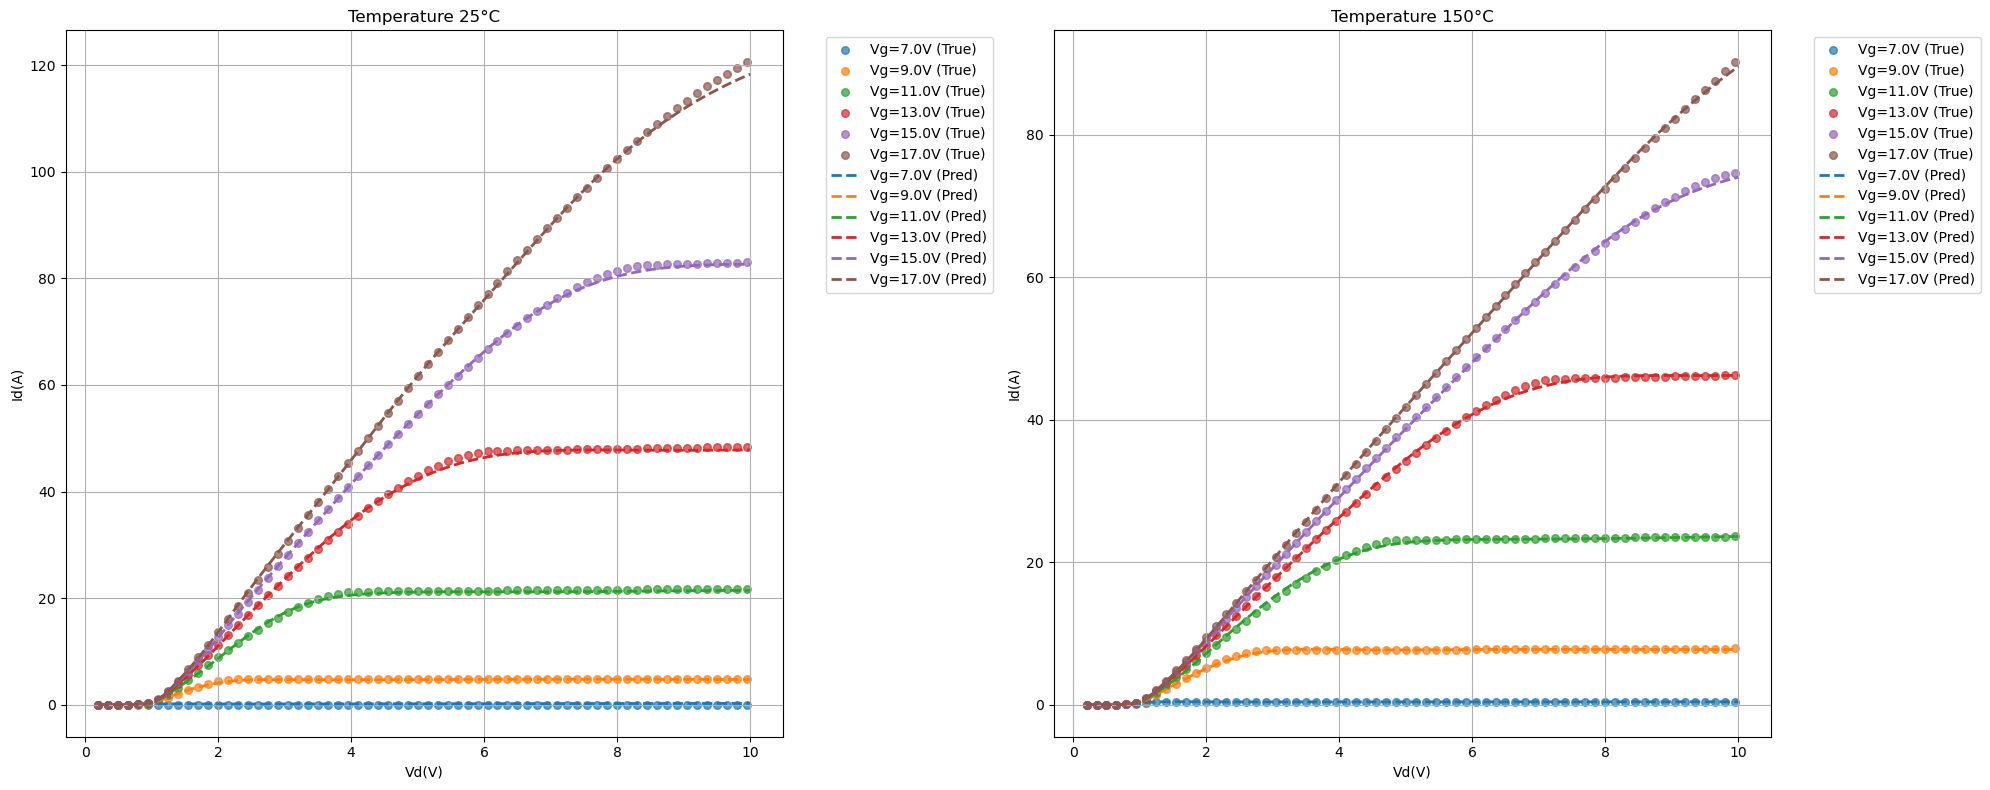 Temperature 25°C
120
100
80
60
40
20
0
Id(A)
0
2
4
6
8
10
Vd(V)
Vg=7.0V (True)
Vg=9.0V (True)
Vg=11.0V (True)
Vg=13.0V (True)
Vg=15.0V (True)
Vg=17.0V (True)
Vg=7.0V (Pred)
Vg=9.0V (Pred)
Vg=11.0V (Pred)
Vg=13.0V (Pred)
Vg=15.0V (Pred)
Vg=17.0V (Pred)
Temperature 150°C
80
60
40
20
0
Id(A)
0
2
4
6
8
10
Vd(V)
Vg=7.0V (True)
Vg=9.0V (True)
Vg=11.0V (True)
Vg=13.0V (True)
Vg=15.0V (True)
Vg=17.0V (True)
Vg=7.0V (Pred)
Vg=9.0V (Pred)
Vg=11.0V (Pred)
Vg=13.0V (Pred)
Vg=15.0V (Pred)
Vg=17.0V (Pred)